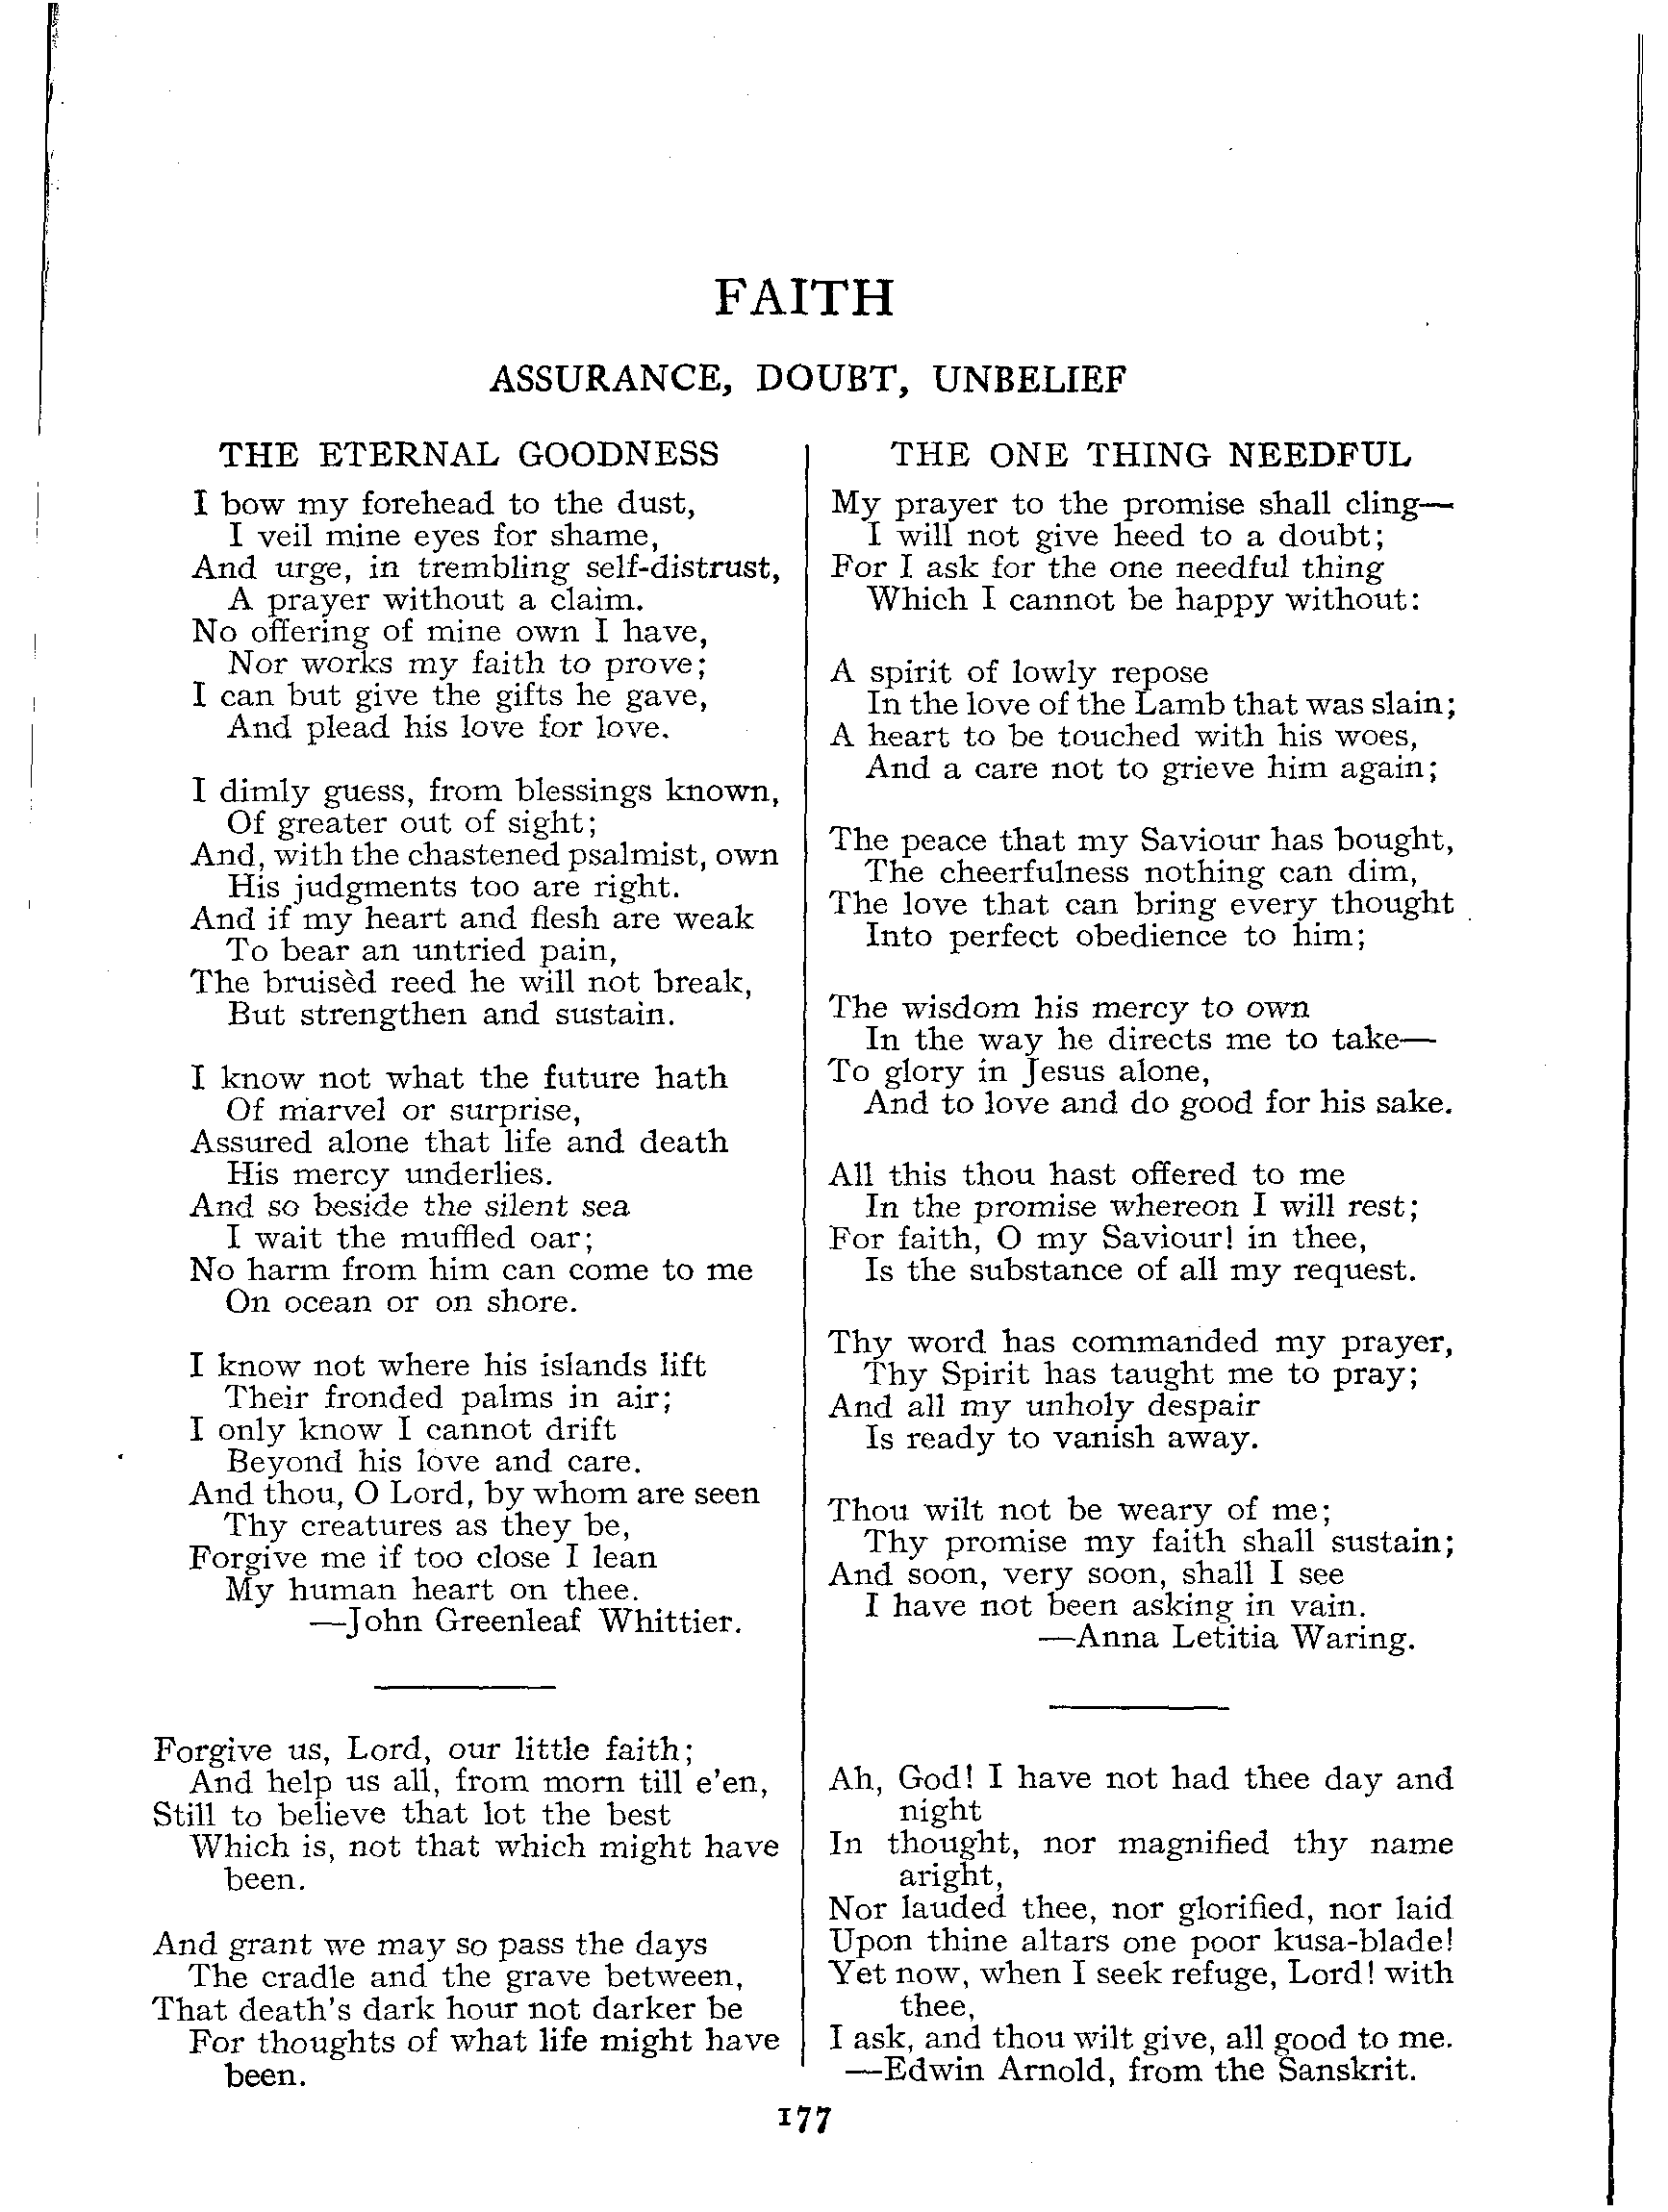 FAITH
ASSURANCE, DOUBT, UNBELIEF
THE ETERNAL GOODNESS
I bow my forehead to the dust,
I veil mine eyes for shame,
And urge, in trembling self-distrust,
A prayer without a claim.
No offering of mine own I have,
Nor works my faith to prove;
I can but give the gifts he gave,
And plead his love for love.
I dimly guess, from blessings known,
Of greater out of sight;
And, with the chastened psalmist, own
His judgments too are right.
And if my heart and flesh are weak
To bear an untried pain,
The bruisèd reed he will not break,
But strengthen and sustain.
I know not what the future hath
Of marvel or surprise,
Assured alone that life and death
His mercy underlies.
And so beside the silent sea
I wait the muffled oar;
No harm from him can come to me
On ocean or on shore.
I know not where his islands lift
Their fronded palms in air;
I only know I cannot drift
Beyond his love and care.
And thou, O Lord, by whom are seen
Thy creatures as they be,
Forgive me if too close I lean
My human heart on thee.
—John Greenleaf Whittier.
Forgive us, Lord, our little faith;
And help us all, from morn till e'en,
Still to believe that lot the best
Which is, not that which might have
been.
And grant we may so pass the days
The cradle and the grave between,
That death's dark hour not darker be
For thoughts of what life might have
been.
THE ONE THING NEEDFUL
My prayer to the promise shall cling—
I will not give heed to a doubt;
For I ask for the one needful thing
Which I cannot be happy without:
A spirit of lowly repose
In the love of the Lamb that was slain;
A heart to be touched with his woes,
And a care not to grieve him again;
The peace that my Saviour has bought,
The cheerfulness nothing can dim,
The love that can bring every thought
Into perfect obedience to him;
The wisdom his mercy to own
In the way he directs me to take—
To glory in Jesus alone,
And to love and do good for his sake.
All this thou hast offered to me
In the promise whereon I will rest;
For faith, O my Saviour! in thee,
Is the substance of all my request.
Thy word has commanded my prayer,
Thy Spirit has taught me to pray;
And all my unholy despair
Is ready to vanish away.
Thou wilt not be weary of me;
Thy promise my faith shall sustain;
And soon, very soon, shall I see
I have not been asking in vain.
—Anna Letitia Waring.
Ah, God! I have not had thee day and
night
In thought, nor magnified thy name
aright,
Nor lauded thee, nor glorified, nor laid
Upon thine altars one poor kusa-blade!
Yet now, when I seek refuge, Lord! with
thee,
I ask, and thou wilt give, all good to me.
—Edwin Arnold, from the Sanskrit.
177